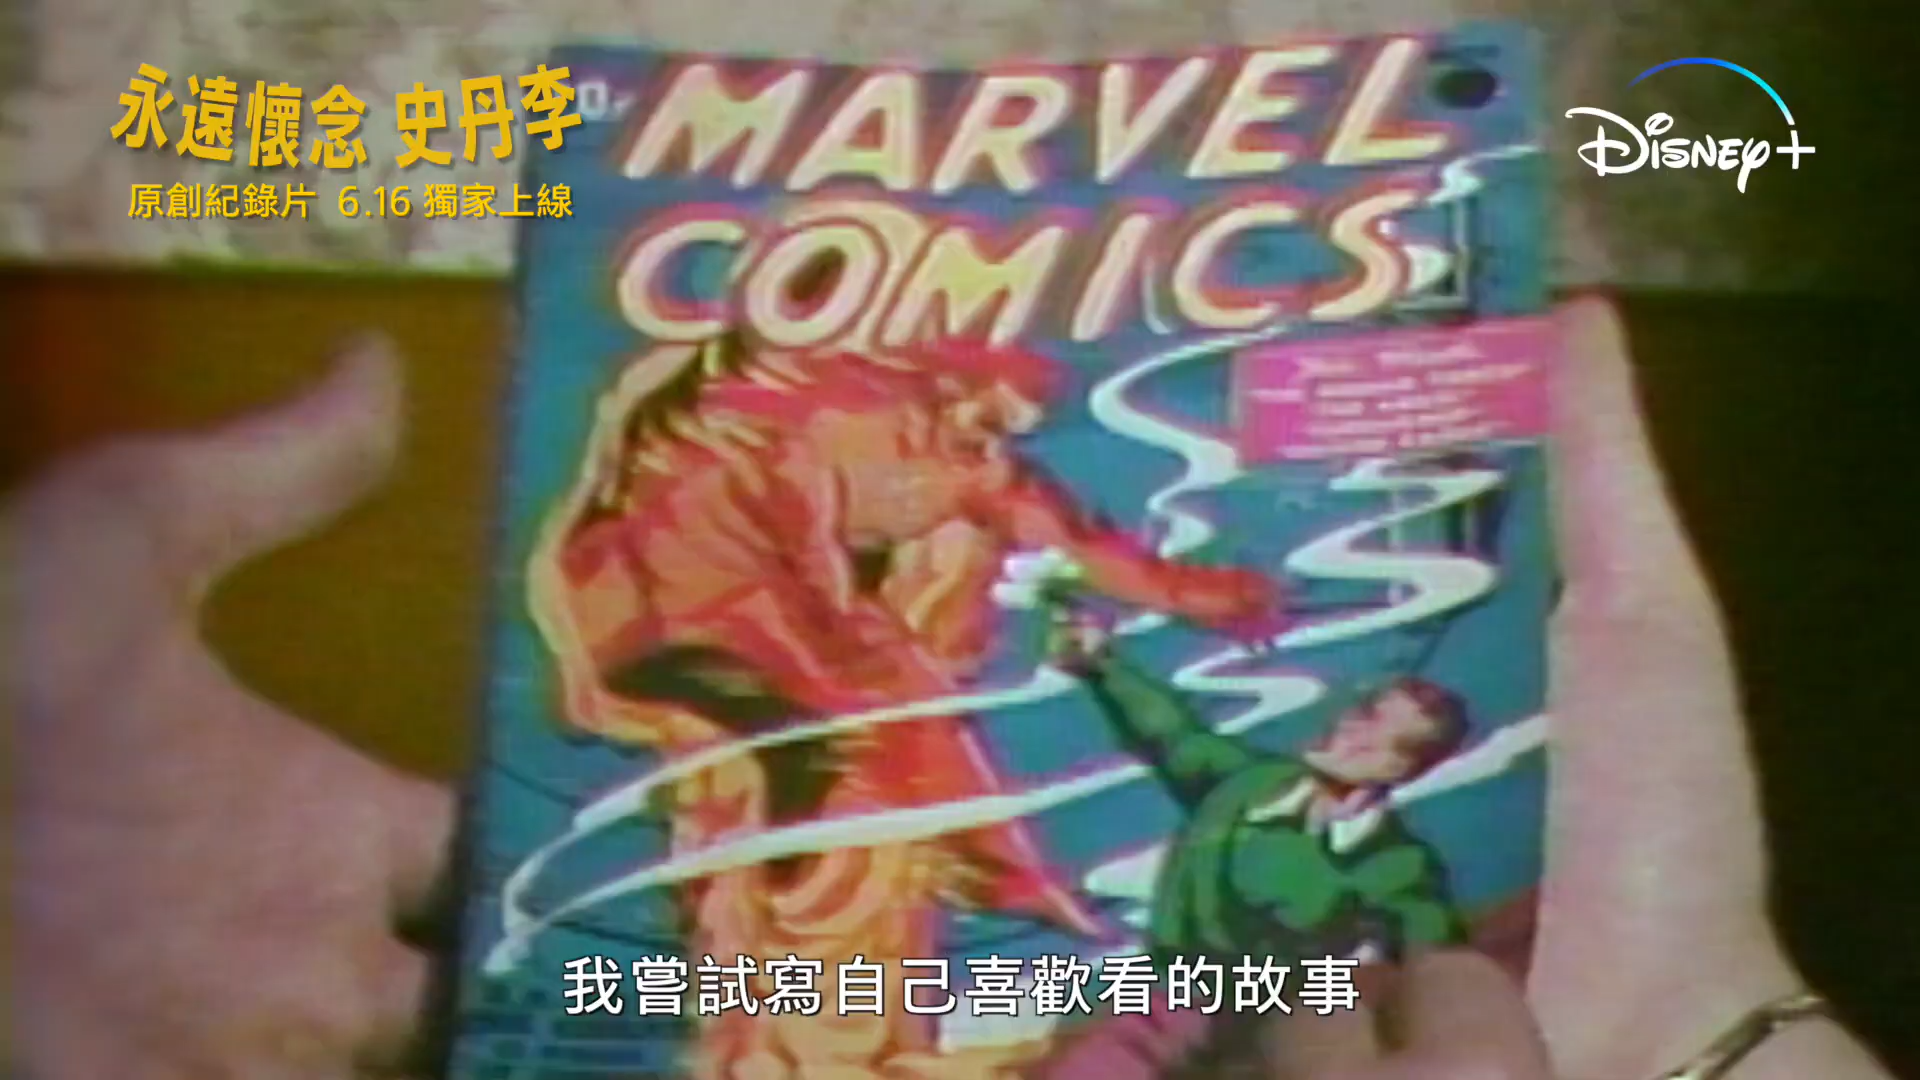 永遠懷念 史丹李
原創紀錄片 6.16 獨家上線
Disney+
MARVEL
COMICS
我嘗試寫自己喜歡看的故事